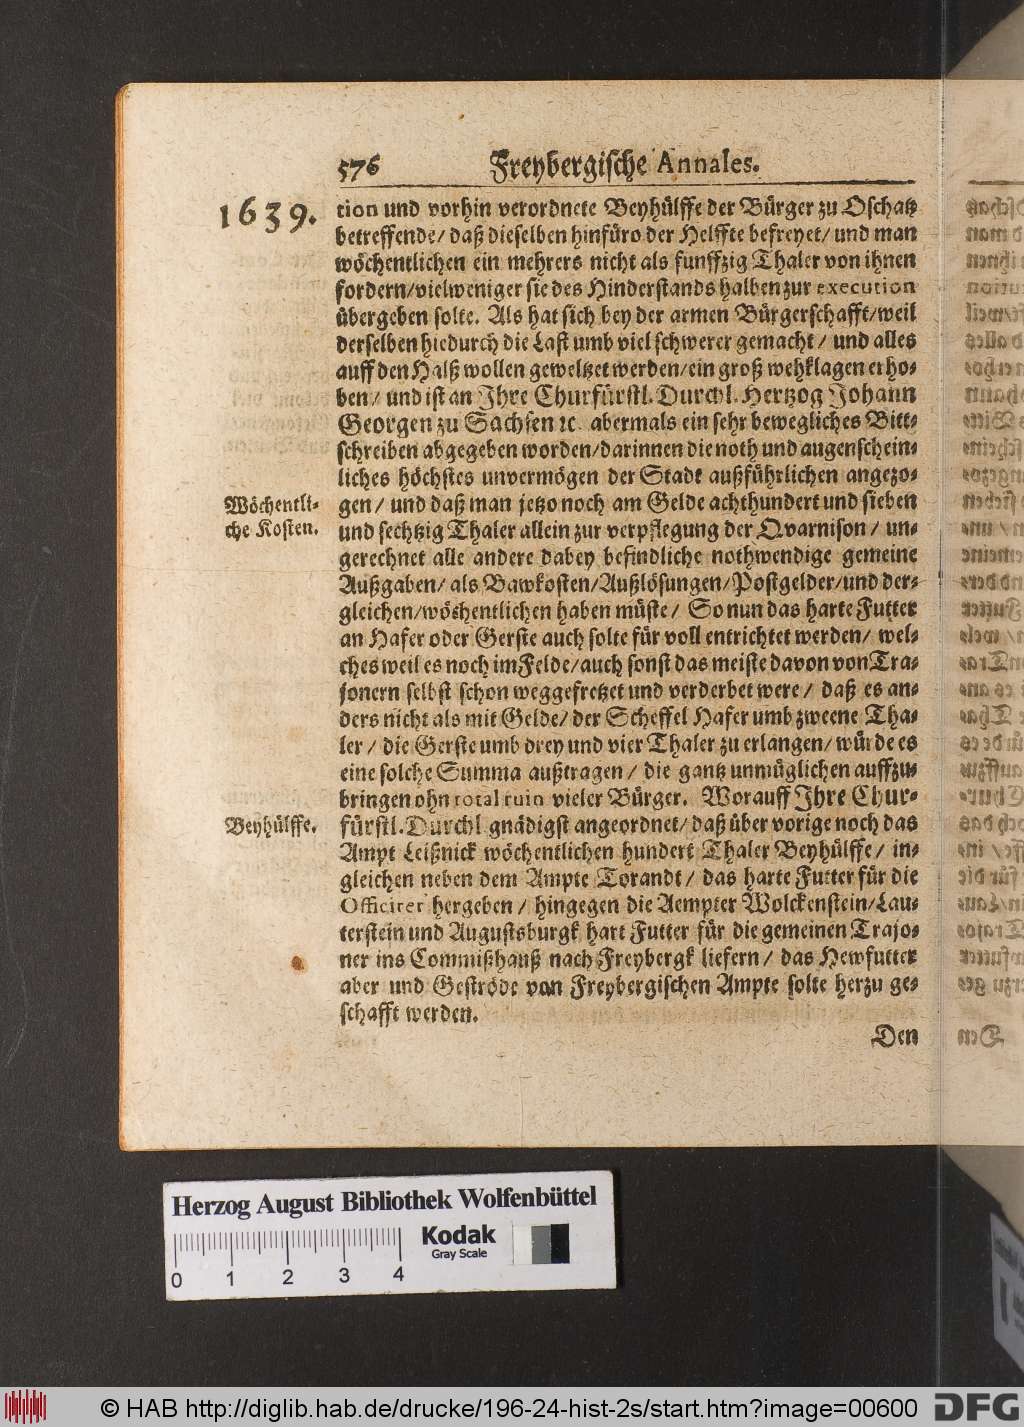 576 Freybergische Annales.
1639.
tion und vorhin verordnete Beyhülffe der Bürger zu Oschatz
betreffende/ daß dieselben hinfüro der Helffte befreyet/ und man
wöchentlichen ein mehrers nicht als funffzig Thaler von ihnen
fordern/vielweniger sie des Hinderstands halben zur execution
übergeben solte. Als hat sich bey der armen Bürgerschafft/weil
derselben hiedurch die Last umb viel schwerer gemacht / und alles
auff den Halß wollen geweltzet werden/ein groß wehklagen erho-
ben/ und ist an Ihre Churfürstl. Durchl. Hertzog Johann
Georgen zu Sachsen ꝛc. abermals ein sehr bewegliches Bitt-
schreiben abgegeben worden/darinnen die noth und augenschein-
liches höchstes unvermögen der Stadt außführlichen angezo-
Wöchentli-
che Kosten.
gen / und daß man jetzo noch am Gelde achthundert und sieben
und sechtzig Thaler allein zur verpflegung der Qvarnison / un-
gerechnet alle andere dabey befindliche nothwendige gemeine
Außgaben/ als Bawkosten/Außlösungen/Postgelder/und der-
gleichen/wöchentlichen haben müste/ So nun das harte Futter
an Hafer oder Gerste auch solte für voll entrichtet werden/ wel-
ches weil es noch im Felde/auch sonst das meiste davon von Tra-
jonern selbst schon weggefretzet und verderbet were / daß es an-
ders nicht als mit Gelde/ der Scheffel Hafer umb zweene Tha-
ler / die Gerste umb drey und vier Thaler zu erlangen/ würde es
eine solche Summa außtragen / die gantz unmüglichen auffzu-
bringen ohn total ruin vieler Bürger. Worauff Ihre Chur-
Beyhülffe.
fürstl. Durchl gnädigst angeordnet/ daß über vorige noch das
Ampt Leißnick wöchentlichen hundert Thaler Beyhülffe/ in-
gleichen neben dem Ampte Torandt/ das harte Futter für die
Officirer hergeben / hingegen die Aempter Wolckenstein/Lau-
terstein und Augustsburgk hart Futter für die gemeinen Trajo-
ner ins Commißhauß nach Freybergk liefern / das Hewfutter
aber und Geströde von Freybergischen Ampte solte herzu ge-
schafft werden.
Den
Herzog August Bibliothek Wolfenbüttel
0 1 2 3 4
Kodak
Gray Scale
© HAB http://diglib.hab.de/drucke/196-24-hist-2s/start.htm?image=00600
DFG